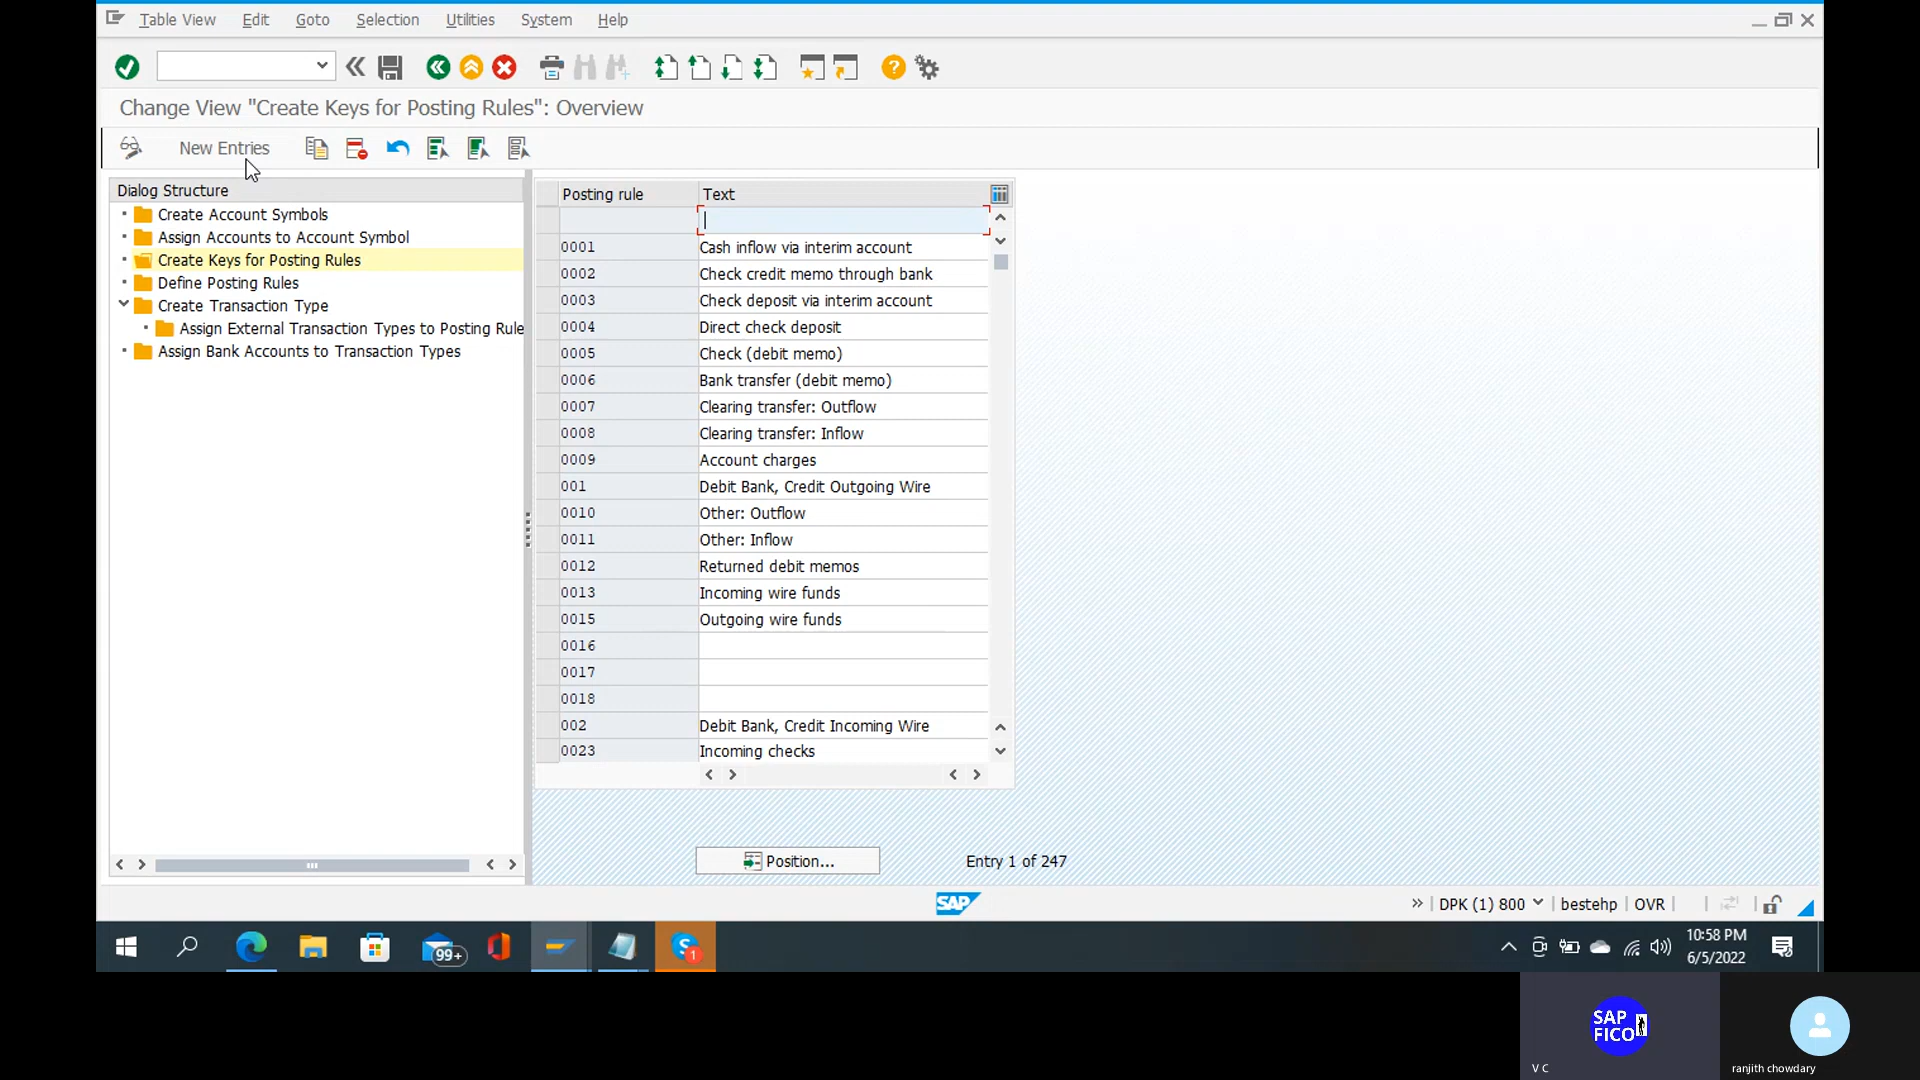 Table View Edit Goto Selection Utilities System Help
Change View "Create Keys for Posting Rules": Overview
New Entries
Dialog Structure
Create Account Symbols
Assign Accounts to Account Symbol
Create Keys for Posting Rules
Define Posting Rules
Create Transaction Type
Assign External Transaction Types to Posting Rule
Assign Bank Accounts to Transaction Types
Posting rule Text
0001 Cash inflow via interim account
0002 Check credit memo through bank
0003 Check deposit via interim account
0004 Direct check deposit
0005 Check (debit memo)
0006 Bank transfer (debit memo)
0007 Clearing transfer: Outflow
0008 Clearing transfer: Inflow
0009 Account charges
001 Debit Bank, Credit Outgoing Wire
0010 Other: Outflow
0011 Other: Inflow
0012 Returned debit memos
0013 Incoming wire funds
0015 Outgoing wire funds
0016
0017
0018
002 Debit Bank, Credit Incoming Wire
0023 Incoming checks
Position... Entry 1 of 247
SAP DPK (1) 800 bestehp OVR
99+ S 1 10:58 PM
6/5/2022
SAP
FICO
V C ranjith chowdary